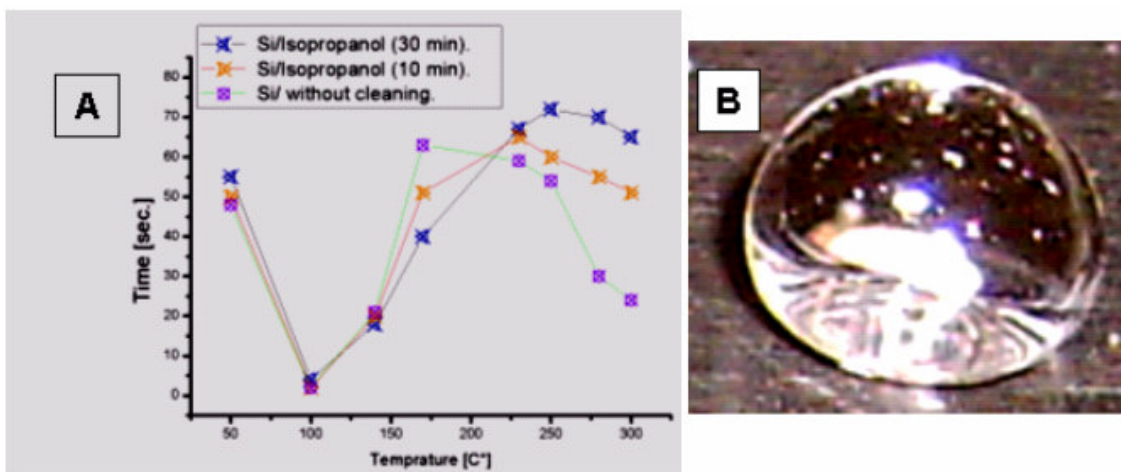 A
Si/Isopropanol (30 min).
Si/Isopropanol (10 min).
Si/ without cleaning.
B
Time [sec.]
80
70
60
50
40
30
20
10
0
50
100
150
200
250
300
Temprature [C°]